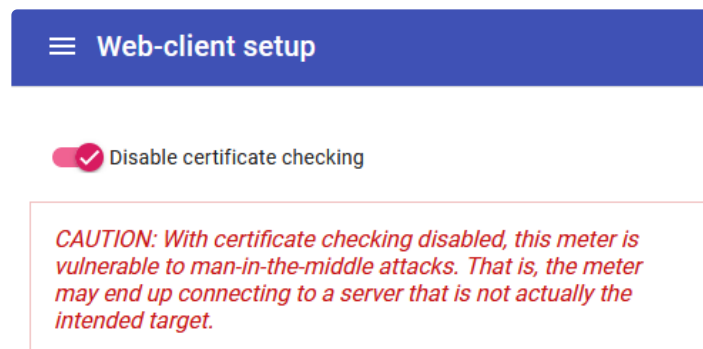 Web-client setup
Disable certificate checking
CAUTION: With certificate checking disabled, this meter is
vulnerable to man-in-the-middle attacks. That is, the meter
may end up connecting to a server that is not actually the
intended target.